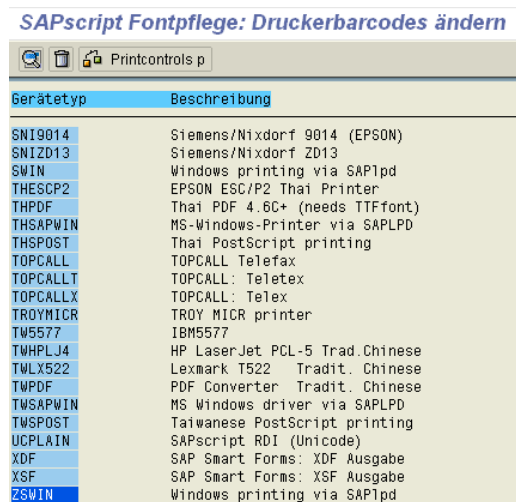 SAPscript Fontpflege: Druckerbarcodes ändern
Printcontrols p
Gerätetyp Beschreibung
SNI9014 Siemens/Nixdorf 9014 (EPSON)
SNIZD13 Siemens/Nixdorf ZD13
SWIN Windows printing via SAPlpd
THESCP2 EPSON ESC/P2 Thai Printer
THPDF Thai PDF 4.6C+ (needs TTFfont)
THSAPWIN MS-Windows-Printer via SAPLPD
THSPOST Thai PostScript printing
TOPCALL TOPCALL Telefax
TOPCALLT TOPCALL: Teletex
TOPCALLX TOPCALL: Telex
TROYMICR TROY MICR printer
TW5577 IBM5577
TWHPLJ4 HP LaserJet PCL-5 Trad.Chinese
TWLX522 Lexmark T522 Tradit. Chinese
TWPDF PDF Converter Tradit. Chinese
TWSAPWIN MS Windows driver via SAPLPD
TWSPOST Taiwanese PostScript printing
UCPLAIN SAPscript RDI (Unicode)
XDF SAP Smart Forms: XDF Ausgabe
XSF SAP Smart Forms: XSF Ausgabe
ZSWIN Windows printing via SAPlpd